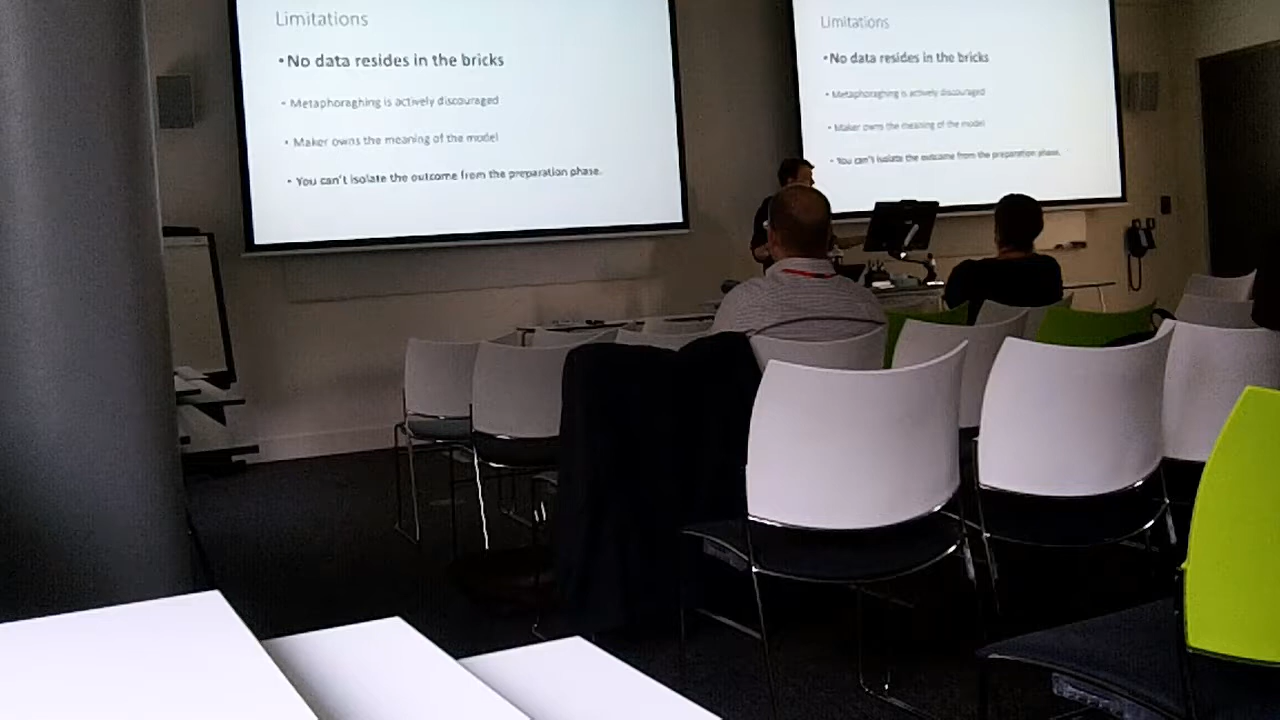 Limitations
•No data resides in the bricks
• Metaphoraghing is actively discouraged
• Maker owns the meaning of the model
• You can't isolate the outcome from the preparation phase.
Limitations
•No data resides in the bricks
• Metaphoraghing is actively discouraged
• Maker owns the meaning of the model
• You can't isolate the outcome from the preparation phase.